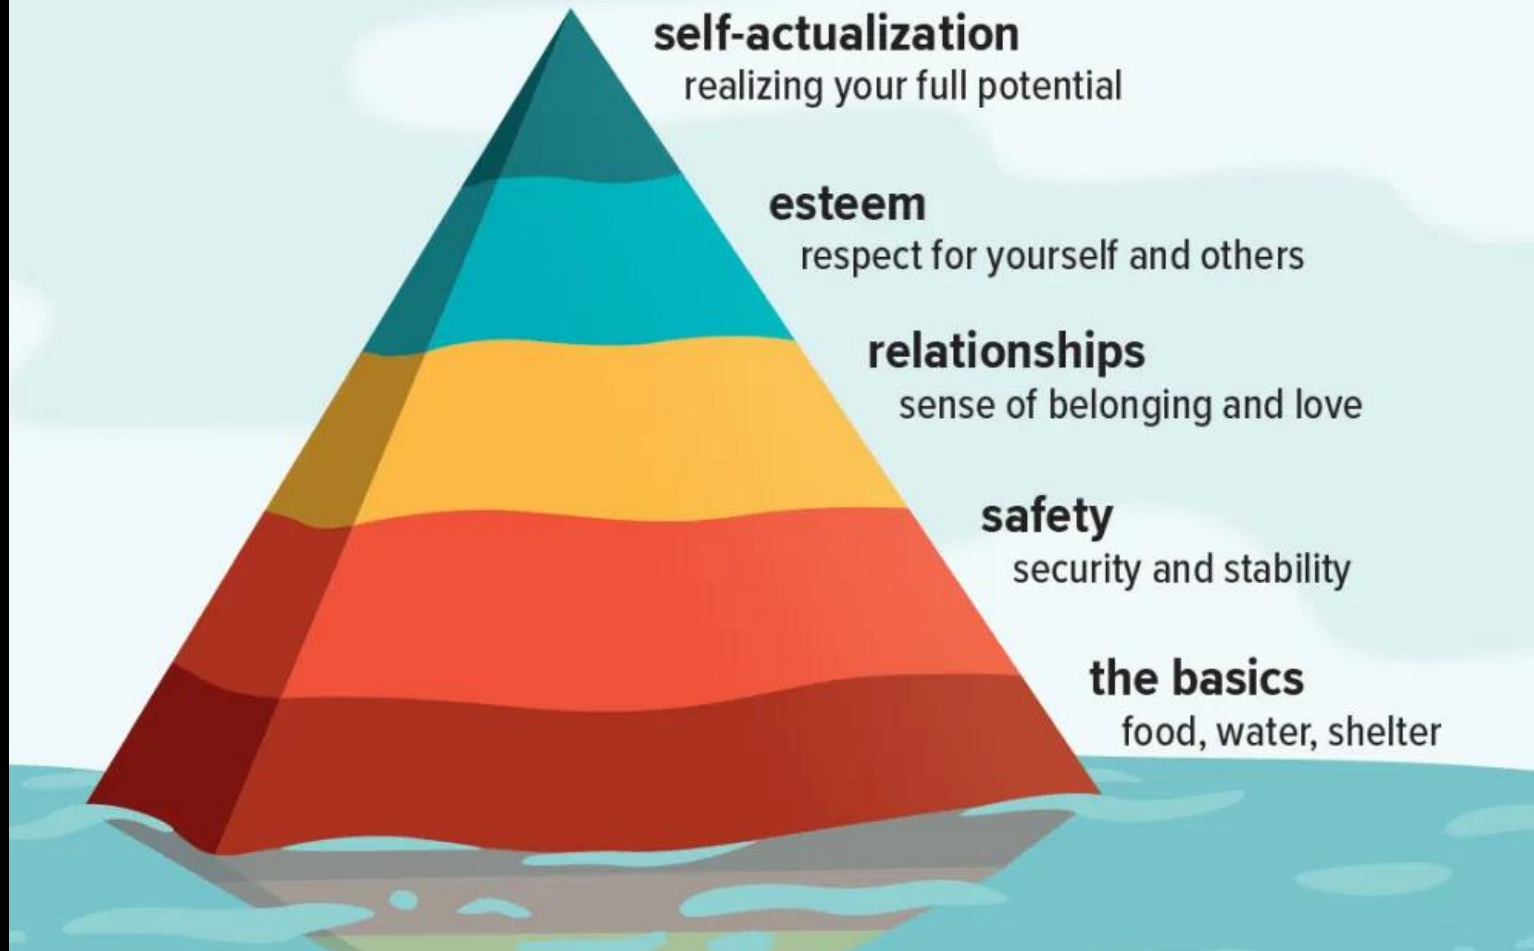 self-actualization
realizing your full potential
esteem
respect for yourself and others
relationships
sense of belonging and love
safety
security and stability
the basics
food, water, shelter